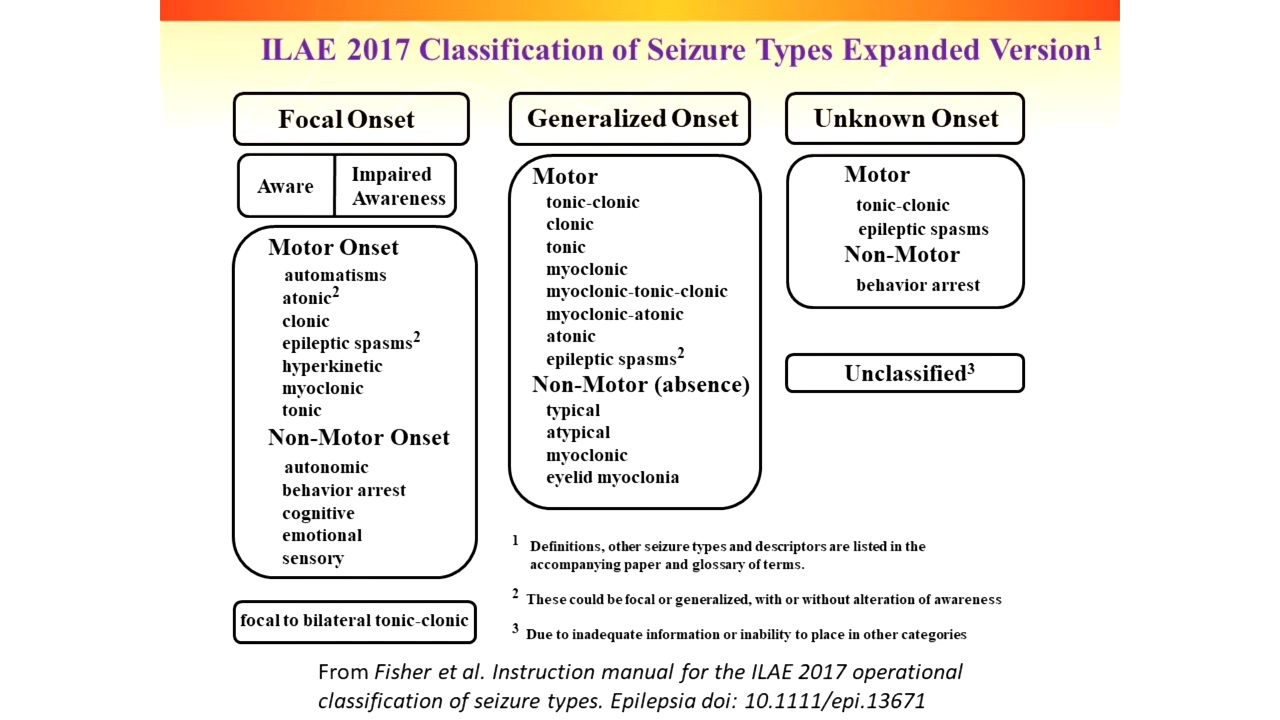 ILAE 2017 Classification of Seizure Types Expanded Version¹
Focal Onset
Aware
Impaired
Awareness
Motor Onset
automatisms
atonic²
clonic
epileptic spasms²
hyperkinetic
myoclonic
tonic
Non-Motor Onset
autonomic
behavior arrest
cognitive
emotional
sensory
focal to bilateral tonic-clonic
Generalized Onset
Motor
tonic-clonic
clonic
tonic
myoclonic
myoclonic-tonic-clonic
myoclonic-atonic
atonic
epileptic spasms²
Non-Motor (absence)
typical
atypical
myoclonic
eyelid myoclonia
Unknown Onset
Motor
tonic-clonic
epileptic spasms
Non-Motor
behavior arrest
Unclassified³
¹ Definitions, other seizure types and descriptors are listed in the
accompanying paper and glossary of terms.
² These could be focal or generalized, with or without alteration of awareness
³ Due to inadequate information or inability to place in other categories
From Fisher et al. Instruction manual for the ILAE 2017 operational
classification of seizure types. Epilepsia doi: 10.1111/epi.13671